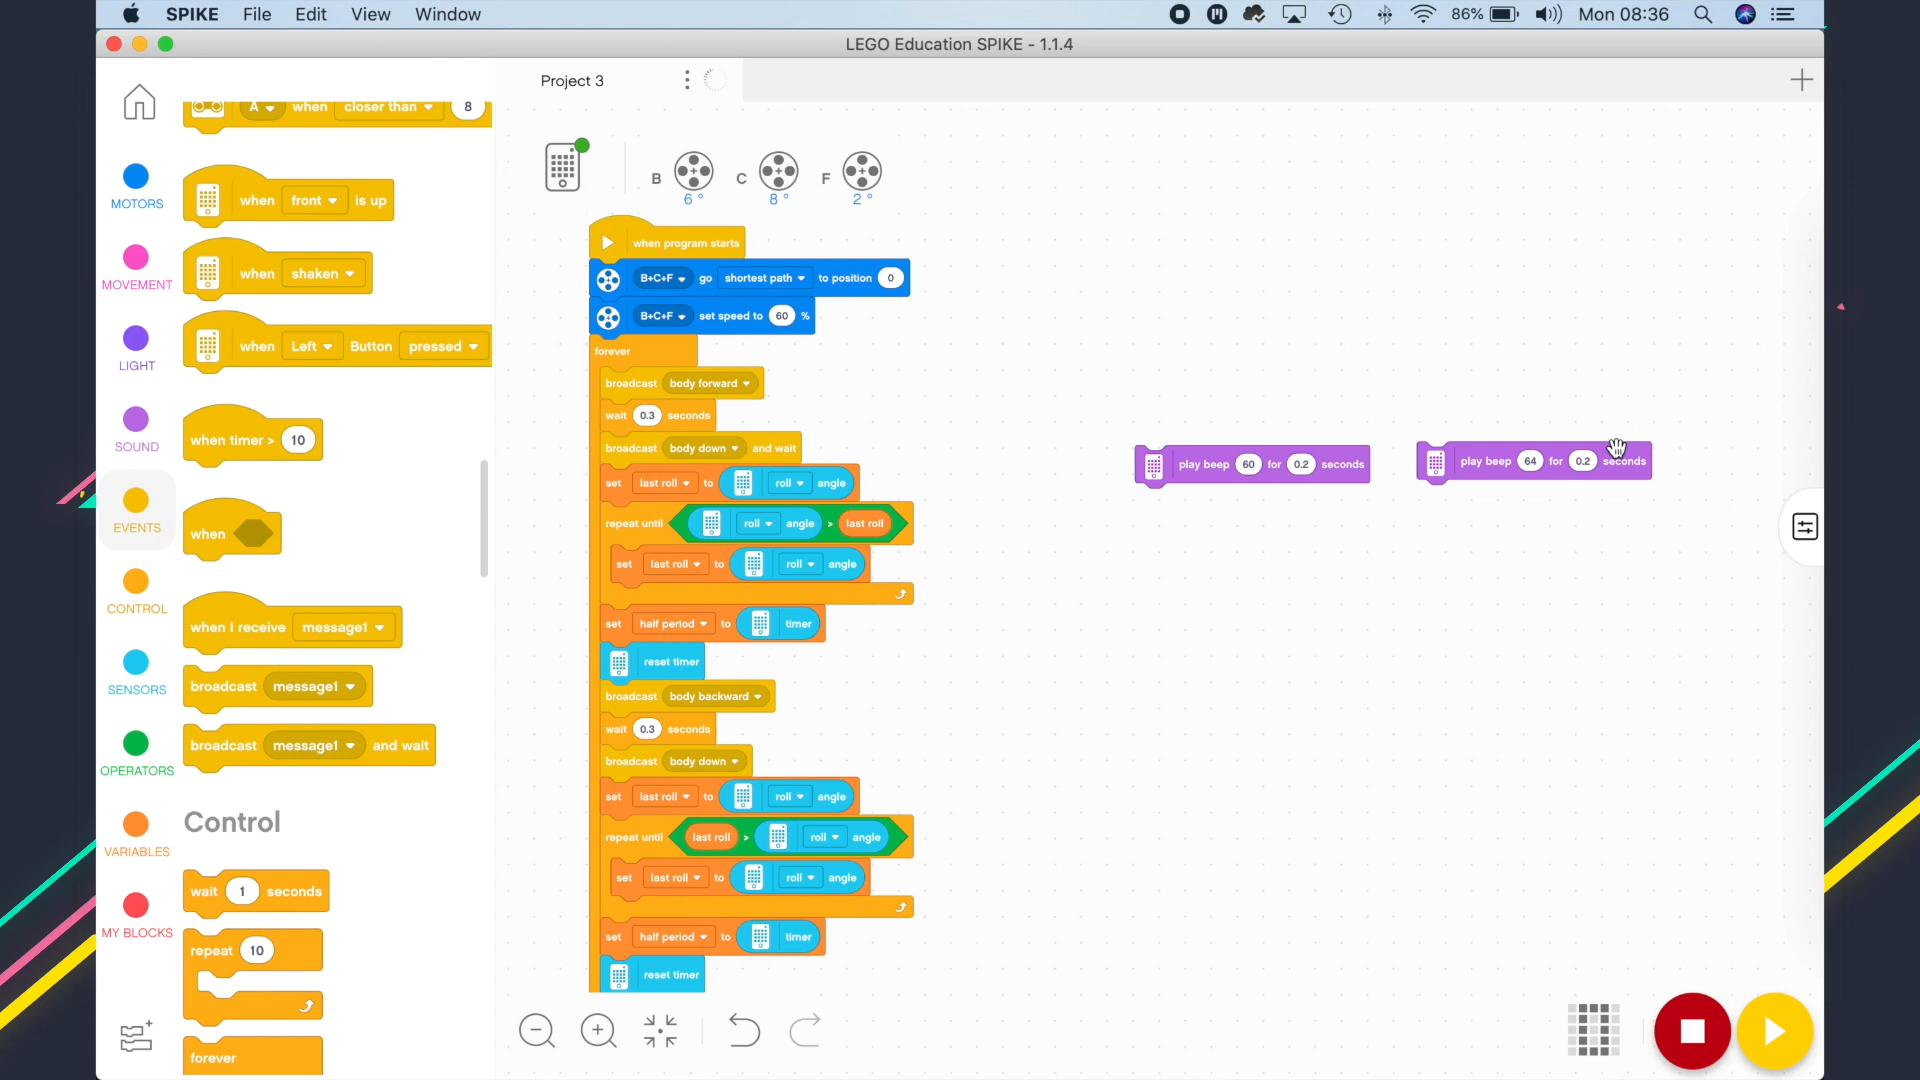 SPIKE File Edit View Window 86% Mon 08:36
LEGO Education SPIKE - 1.1.4
Project 3
A when closer than 8
when front is up
when shaken
when Left Button pressed
when timer > 10
when
when I receive message1
broadcast message1
broadcast message1 and wait
Control
wait 1 seconds
repeat 10
forever
MOTORS
MOVEMENT
LIGHT
SOUND
EVENTS
CONTROL
SENSORS
OPERATORS
VARIABLES
MY BLOCKS
B C F
6° 8° 2°
when program starts
B+C+F go shortest path to position 0
B+C+F set speed to 60 %
forever
broadcast body forward
wait 0.3 seconds
broadcast body down and wait
set last roll to roll angle
repeat until roll angle > last roll
set last roll to roll angle
set half period to timer
reset timer
broadcast body backward
wait 0.3 seconds
broadcast body down
set last roll to roll angle
repeat until last roll > roll angle
set last roll to roll angle
set half period to timer
reset timer
play beep 60 for 0.2 seconds
play beep 64 for 0.2 seconds